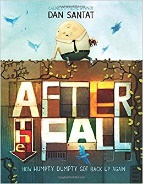 DAN SANTAT
AFTER
The
FALL
HOW HUMPTY DUMPTY GOT BACK UP AGAIN